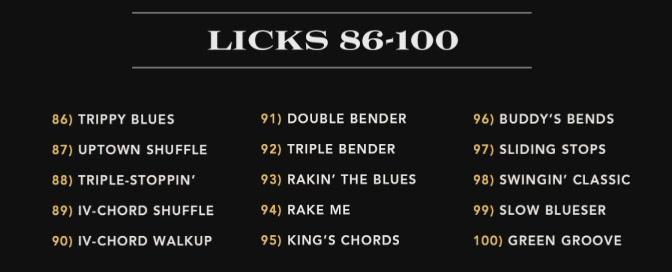 LICKS 86-100
86) TRIPPY BLUES
87) UPTOWN SHUFFLE
88) TRIPLE-STOPPIN'
89) IV-CHORD SHUFFLE
90) IV-CHORD WALKUP
91) DOUBLE BENDER
92) TRIPLE BENDER
93) RAKIN' THE BLUES
94) RAKE ME
95) KING'S CHORDS
96) BUDDY'S BENDS
97) SLIDING STOPS
98) SWINGIN' CLASSIC
99) SLOW BLUESER
100) GREEN GROOVE